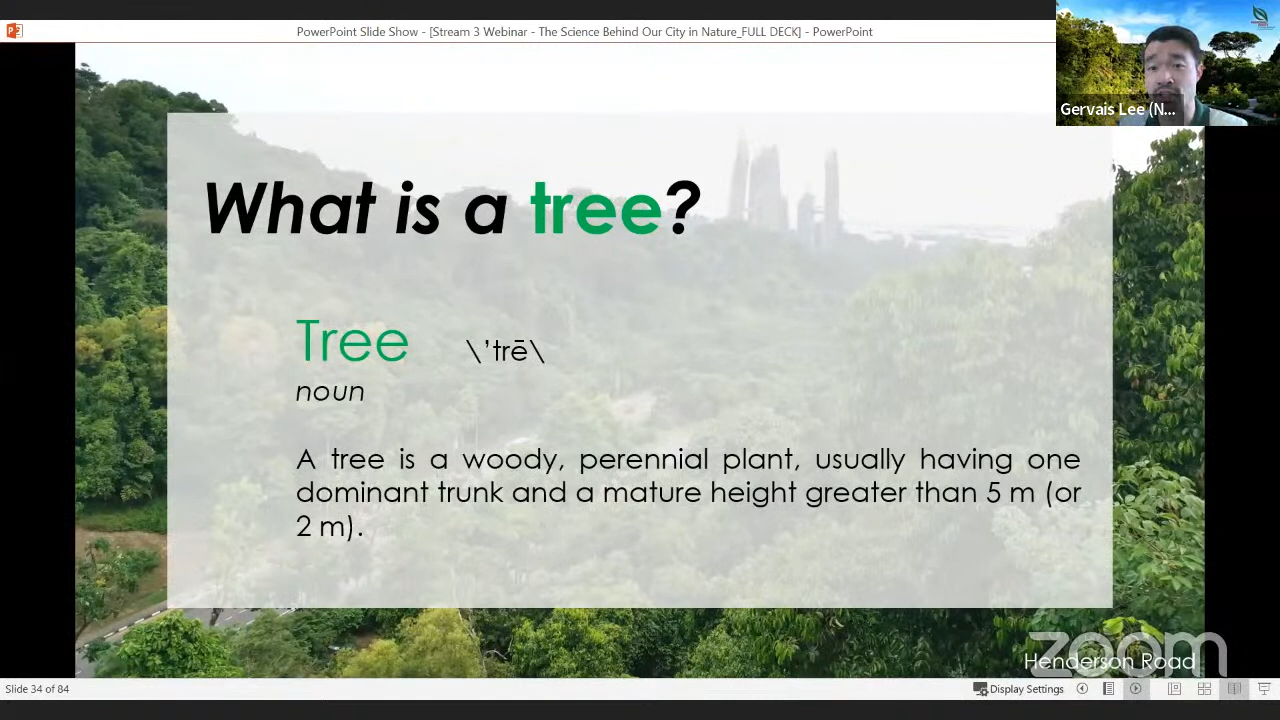 PowerPoint Slide Show - [Stream 3 Webinar - The Science Behind Our City in Nature_FULL DECK] - PowerPoint
Gervais Lee (N...
What is a tree?
Tree \'trē\
noun
A tree is a woody, perennial plant, usually having one
dominant trunk and a mature height greater than 5 m (or
2 m).
zoom
Henderson Road
Slide 34 of 84
Display Settings